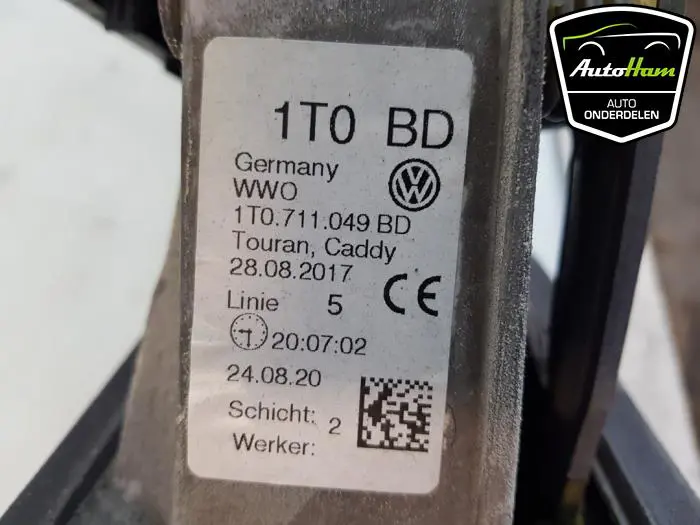 AutoHam
AUTO
ONDERDELEN
1T0 BD
Germany
WWO
1T0.711.049 BD
Touran, Caddy
28.08.2017
Linie 5
CE
20:07:02
24.08.20
Schicht: 2
Werker: